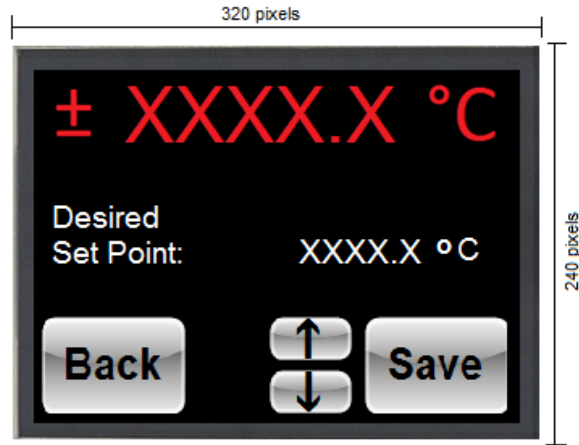 320 pixels
± XXXX.X °C
Desired
Set Point: XXXX.X °C
240 pixels
Back ↑ Save
↓